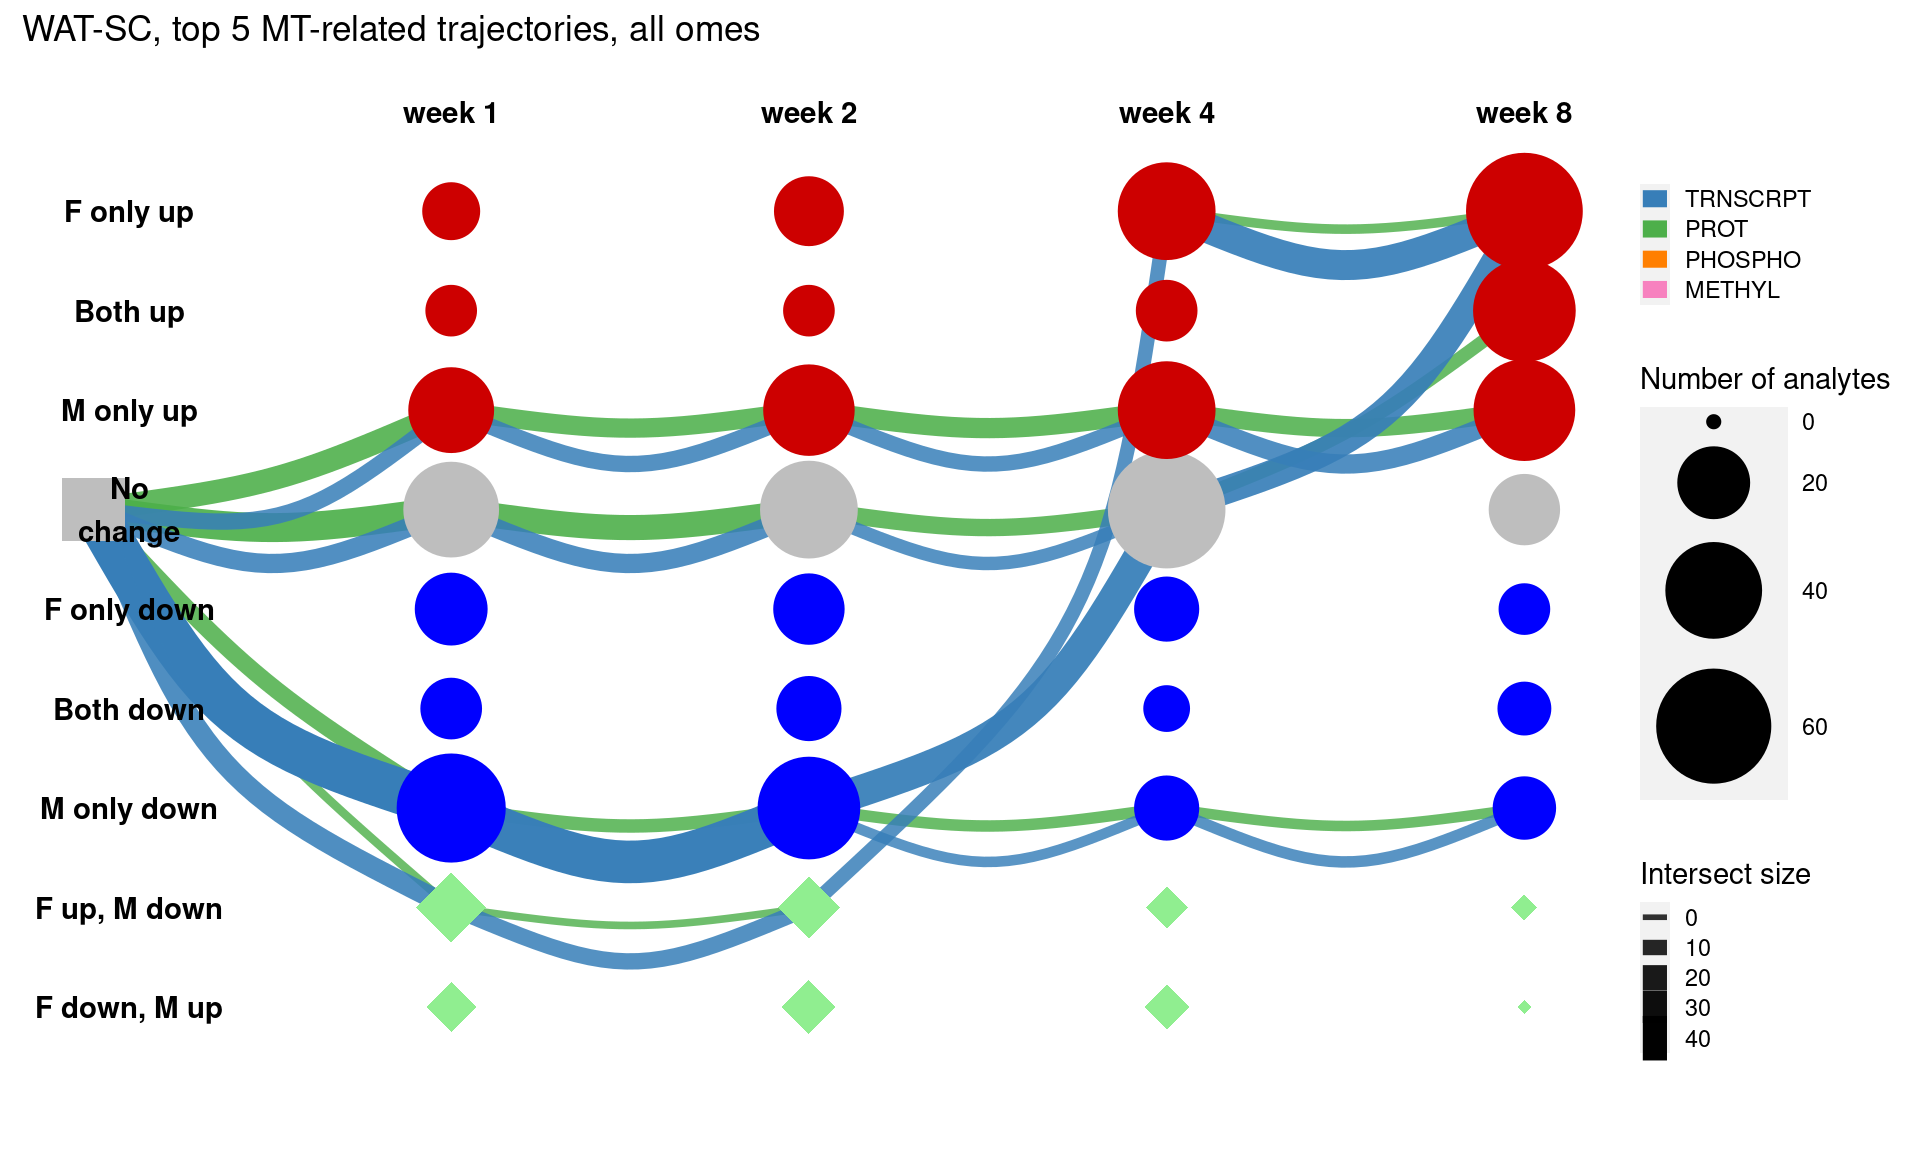 WAT-SC, top 5 MT-related trajectories, all omes
week 1
week 2
week 4
week 8
F only up
Both up
M only up
No
change
F only down
Both down
M only down
F up, M down
F down, M up
TRNSCRPT
PROT
PHOSPHO
METHYL
Number of analytes
0
20
40
60
Intersect size
0
10
20
30
40